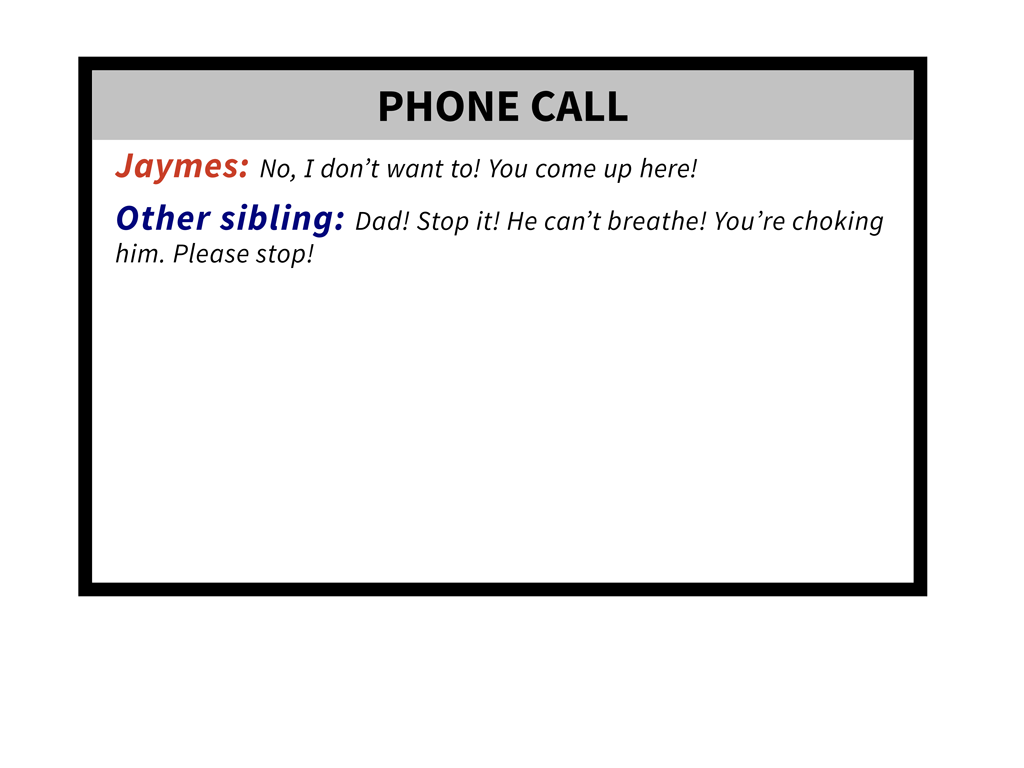 PHONE CALL
Jaymes: No, I don’t want to! You come up here!
Other sibling: Dad! Stop it! He can’t breathe! You’re choking
him. Please stop!